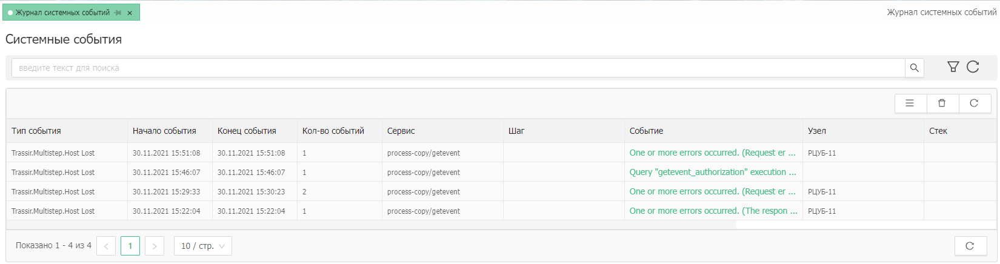 Журнал системных событий
Журнал системных событий
Системные события
введите текст для поиска
Тип события Начало события Конец события Кол-во событий Сервис Шаг Событие Узел Стек
Trassir.Multistep.Host Lost 30.11.2021 15:51:08 30.11.2021 15:51:08 1 process-copy/getevent One or more errors occurred. (Request er ... РЦУБ-11
Trassir.Multistep.Host Lost 30.11.2021 15:46:07 30.11.2021 15:46:07 1 process-copy/getevent Query "getevent_authorization" execution ...
Trassir.Multistep.Host Lost 30.11.2021 15:29:33 30.11.2021 15:30:23 2 process-copy/getevent One or more errors occurred. (Request er ... РЦУБ-11
Trassir.Multistep.Host Lost 30.11.2021 15:22:04 30.11.2021 15:22:04 1 process-copy/getevent One or more errors occurred. (The respon ... РЦУБ-11
Показано 1 - 4 из 4 < 1 > 10 / стр.